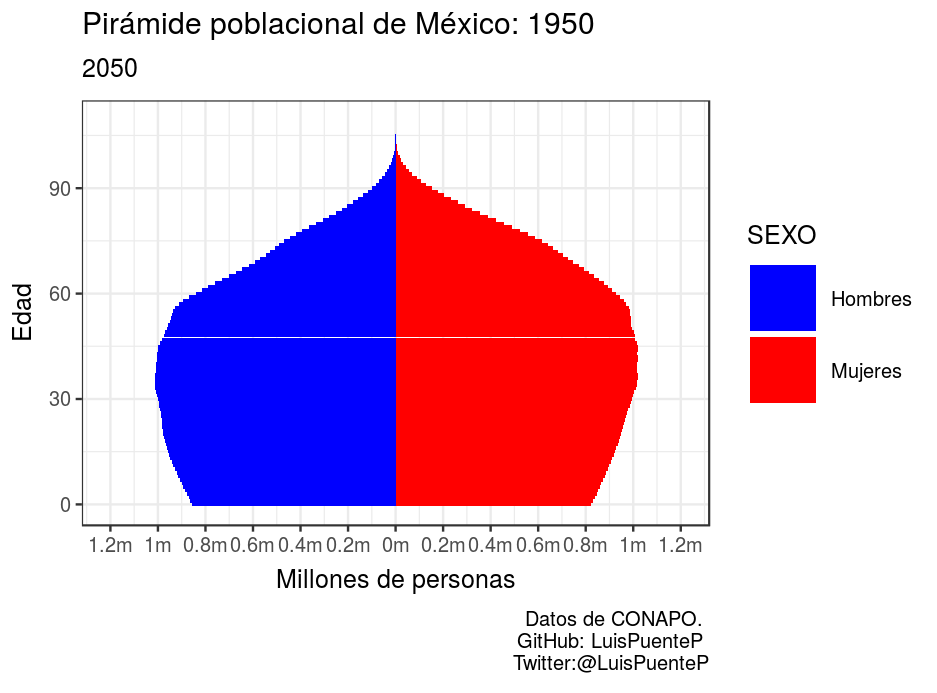 Pirámide poblacional de México: 1950
2050
Edad
90
60
30
0
1.2m 1m 0.8m 0.6m 0.4m 0.2m 0m 0.2m 0.4m 0.6m 0.8m 1m 1.2m
Millones de personas
SEXO
Hombres
Mujeres
Datos de CONAPO.
GitHub: LuisPuenteP
Twitter:@LuisPuenteP